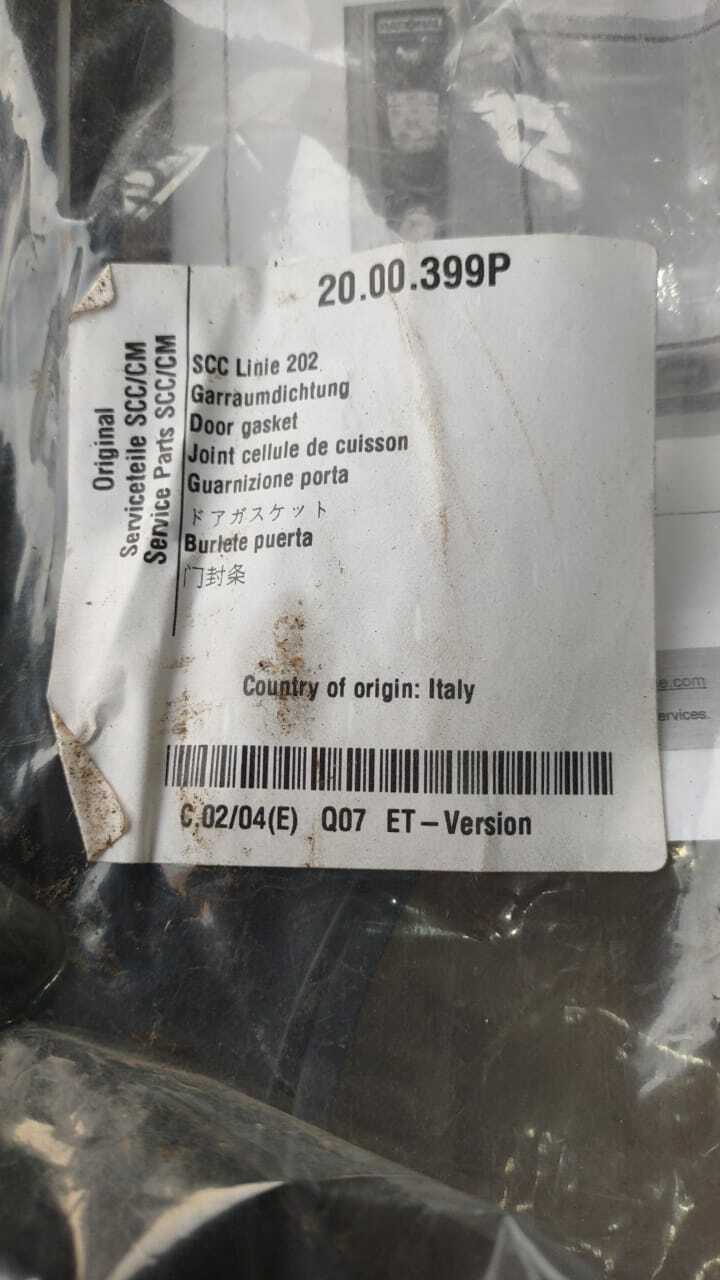 20.00.399P
Original
Serviceteile SCC/CM
Service Parts SCC/CM
SCC Linie 202
Garraumdichtung
Door gasket
Joint cellule de cuisson
Guarnizione porta
ドアガスケット
Burlete puerta
门封条
Country of origin: Italy
C.02/04(E) Q07 ET-Version
e.com
ervices.